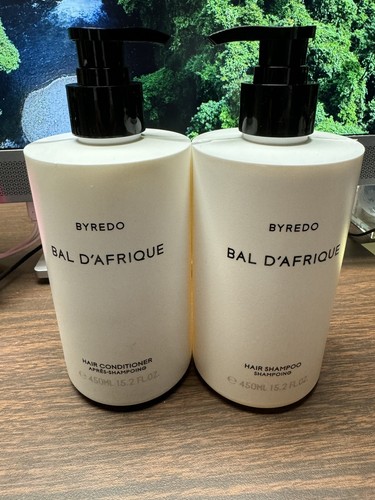 BYREDO
BAL D'AFRIQUE
HAIR CONDITIONER
APRÈS-SHAMPOING
℮ 450ML 15.2 FL.OZ.
BYREDO
BAL D'AFRIQUE
HAIR SHAMPOO
SHAMPOING
℮ 450ML 15.2 FL.OZ.